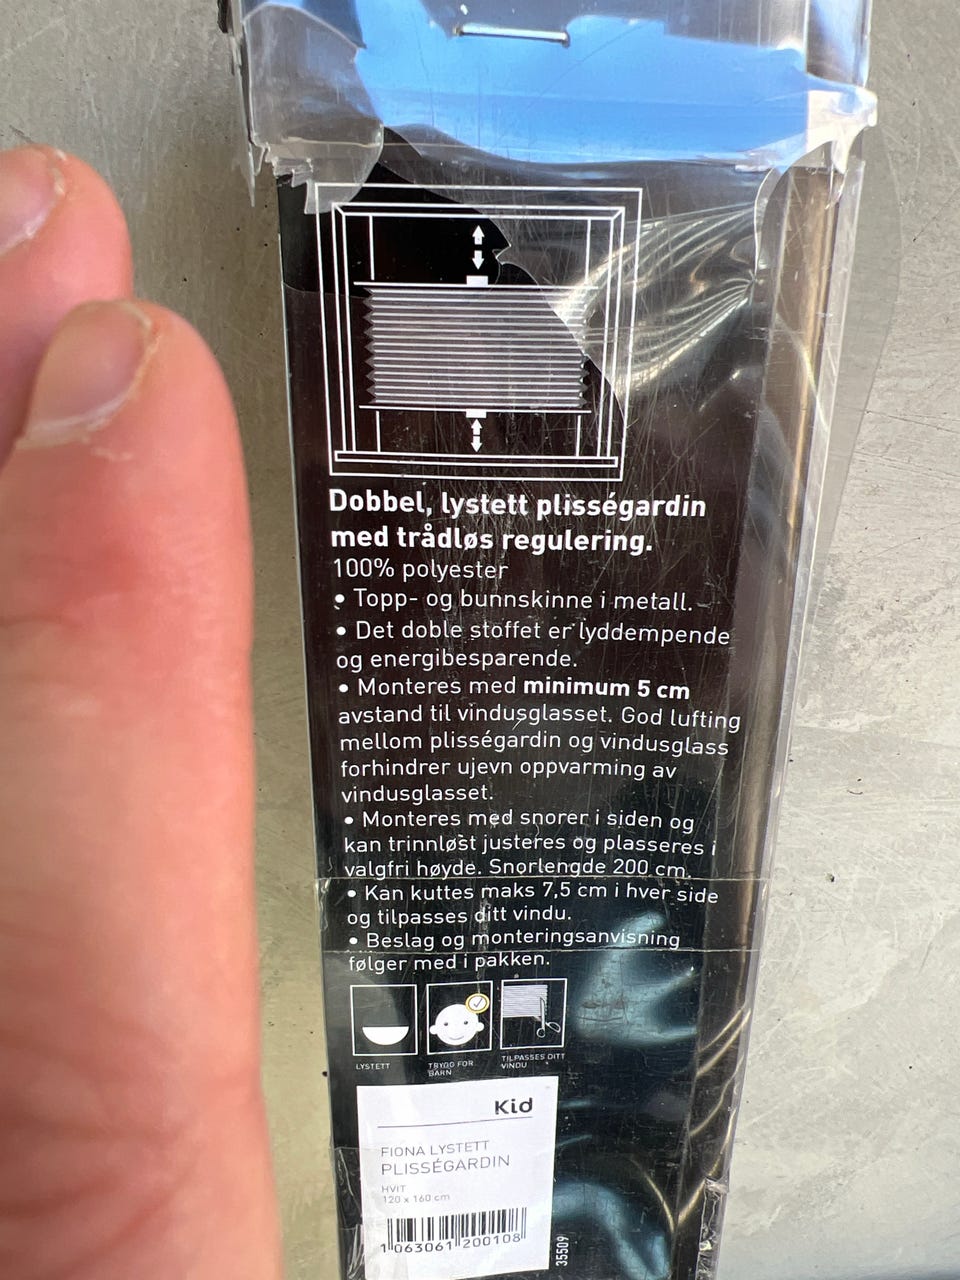 Dobbel, lystett plisségardin
med trådløs regulering.
100% polyester
• Topp- og bunnskinne i metall.
• Det doble stoffet er lyddempende
og energibesparende.
• Monteres med minimum 5 cm
avstand til vindusglasset. God lufting
mellom plisségardin og vindusglass
forhindrer ujevn oppvarming av
vindusglasset.
• Monteres med snorer i siden og
kan trinnløst justeres og plasseres i
valgfri høyde. Snorlengde 200 cm.
• Kan kuttes maks 7,5 cm i hver side
og tilpasses ditt vindu.
• Beslag og monteringsanvisning
følger med i pakken.
LYSTETT
TRYGG FOR
BARN
TILPASSES DITT
VINDU
Kid
FIONA LYSTETT
PLISSÉGARDIN
HVIT
120 x 160 cm
1 063061 200108
35509